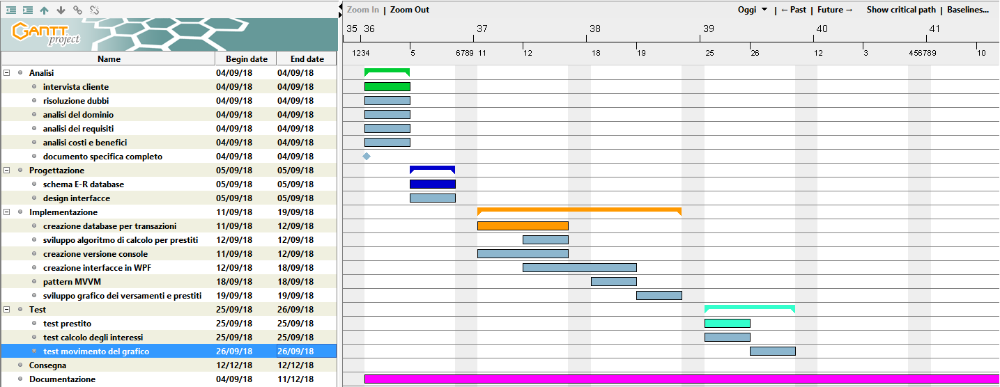 Zoom In | Zoom Out Oggi | ←Past | Future→ Show critical path | Baselines...
GANTT project
35 36 37 38 39 40 41
1234 5 6789 11 12 18 19 25 26 12 3 456789 10
Name Begin date End date
Analisi 04/09/18 04/09/18
intervista cliente 04/09/18 04/09/18
risoluzione dubbi 04/09/18 04/09/18
analisi del dominio 04/09/18 04/09/18
analisi dei requisiti 04/09/18 04/09/18
analisi costi e benefici 04/09/18 04/09/18
documento specifica completo 04/09/18 04/09/18
Progettazione 05/09/18 05/09/18
schema E-R database 05/09/18 05/09/18
design interfacce 05/09/18 05/09/18
Implementazione 11/09/18 19/09/18
creazione database per transazioni 11/09/18 12/09/18
sviluppo algoritmo di calcolo per prestiti 12/09/18 12/09/18
creazione versione console 11/09/18 12/09/18
creazione interfacce in WPF 12/09/18 18/09/18
pattern MVVM 18/09/18 18/09/18
sviluppo grafico dei versamenti e prestiti 19/09/18 19/09/18
Test 25/09/18 26/09/18
test prestito 25/09/18 25/09/18
test calcolo degli interessi 25/09/18 25/09/18
test movimento del grafico 26/09/18 26/09/18
Consegna 12/12/18 12/12/18
Documentazione 04/09/18 11/12/18